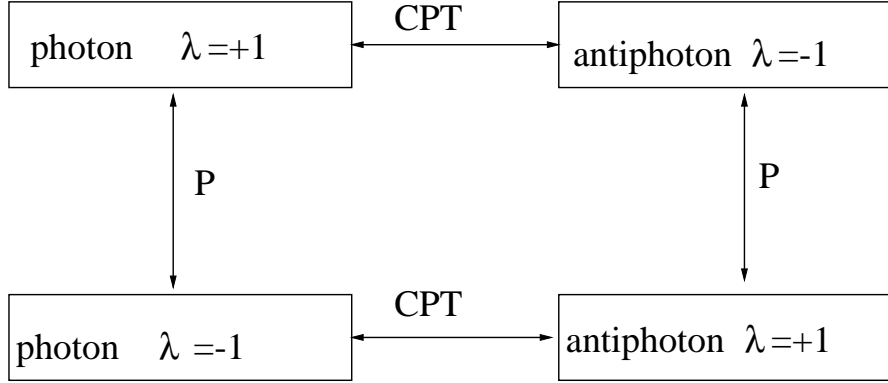 CPT
photon λ=+1
antiphoton λ=-1
P
P
CPT
photon λ =-1
antiphoton λ=+1